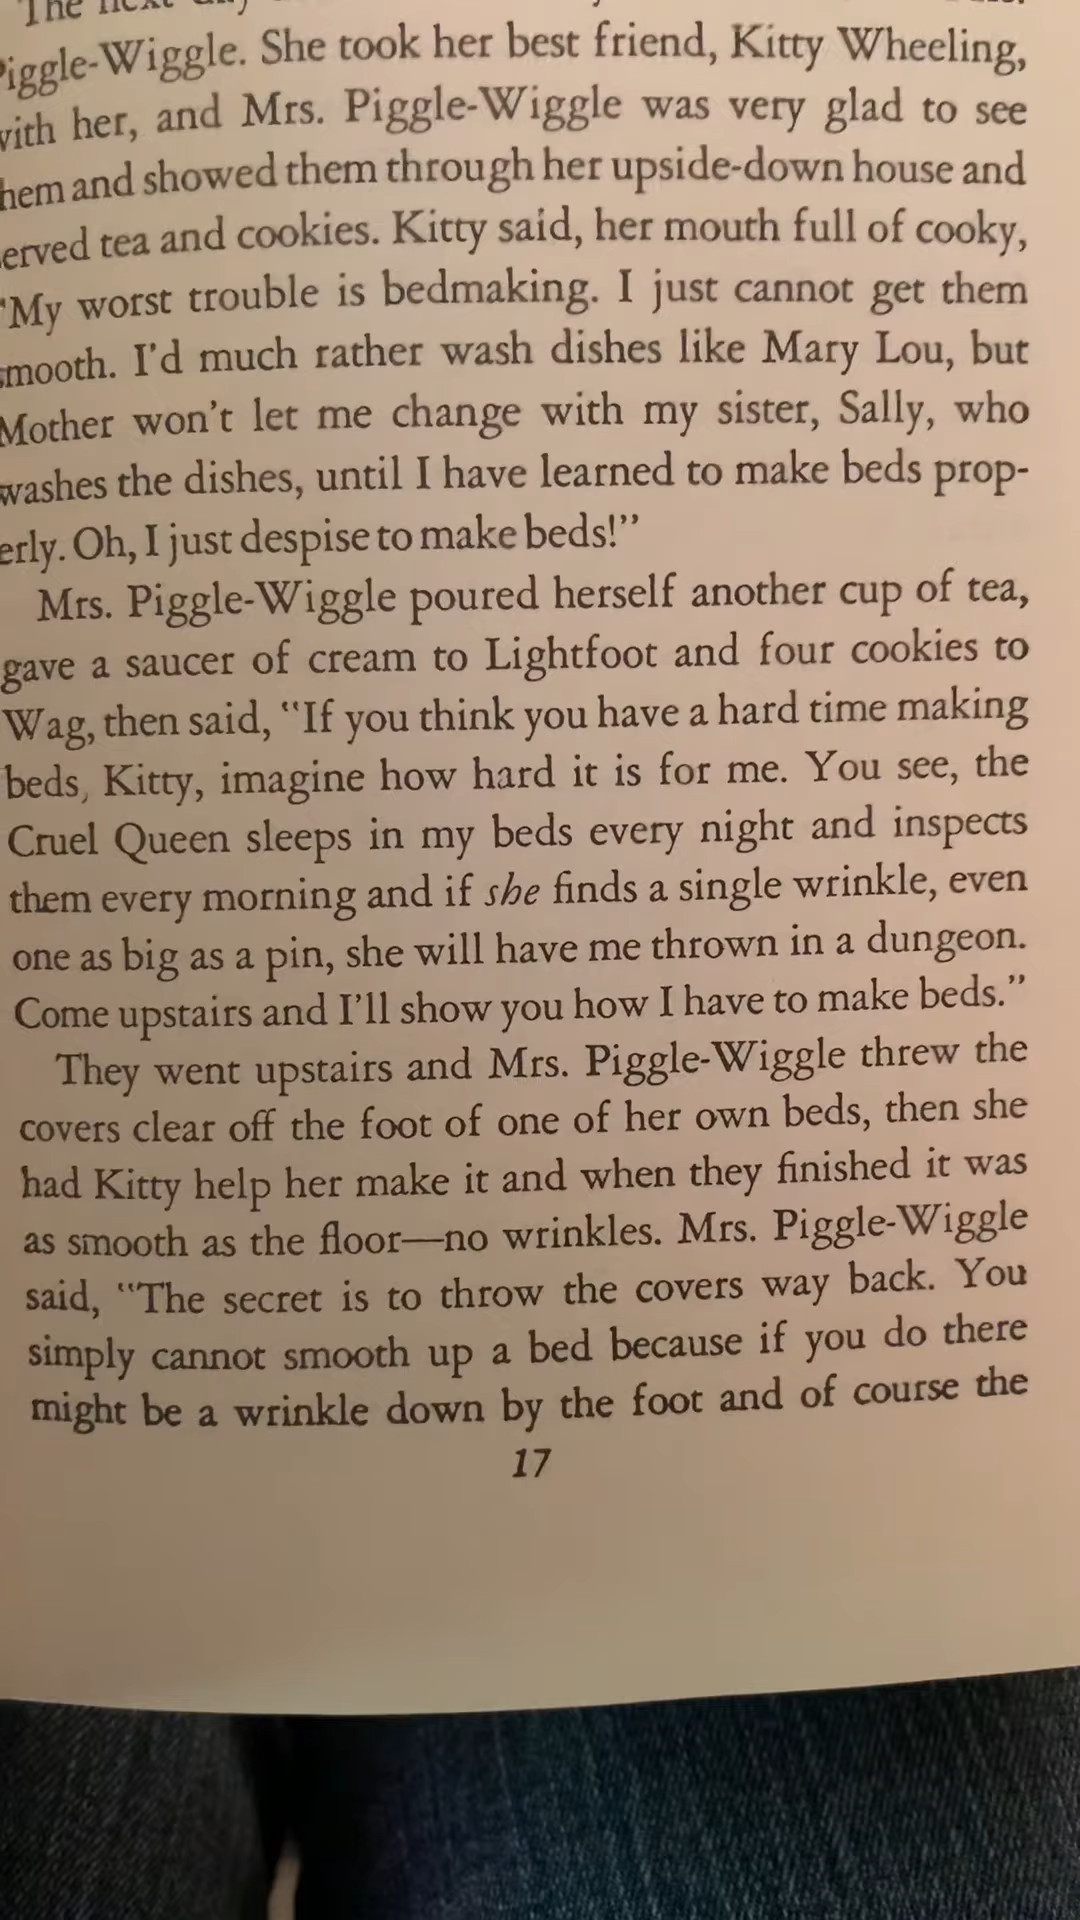 The next
iggle-Wiggle. She took her best friend, Kitty Wheeling,
with her, and Mrs. Piggle-Wiggle was very glad to see
hem and showed them through her upside-down house and
erved tea and cookies. Kitty said, her mouth full of cooky,
"My worst trouble is bedmaking. I just cannot get them
smooth. I'd much rather wash dishes like Mary Lou, but
Mother won't let me change with my sister, Sally, who
washes the dishes, until I have learned to make beds prop-
erly. Oh, I just despise to make beds!"
Mrs. Piggle-Wiggle poured herself another cup of tea,
gave a saucer of cream to Lightfoot and four cookies to
Wag, then said, "If you think you have a hard time making
beds, Kitty, imagine how hard it is for me. You see, the
Cruel Queen sleeps in my beds every night and inspects
them every morning and if she finds a single wrinkle, even
one as big as a pin, she will have me thrown in a dungeon.
Come upstairs and I'll show you how I have to make beds."
They went upstairs and Mrs. Piggle-Wiggle threw the
covers clear off the foot of one of her own beds, then she
had Kitty help her make it and when they finished it was
as smooth as the floor—no wrinkles. Mrs. Piggle-Wiggle
said, "The secret is to throw the covers way back. You
simply cannot smooth up a bed because if you do there
might be a wrinkle down by the foot and of course the
17